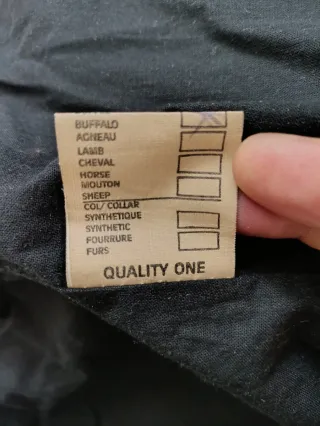 BUFFALO
AGNEAU
LAMB
CHEVAL
HORSE
MOUTON
SHEEP
COL/ COLLAR
SYNTHETIQUE
SYNTHETIC
FOURRURE
FURS
QUALITY ONE